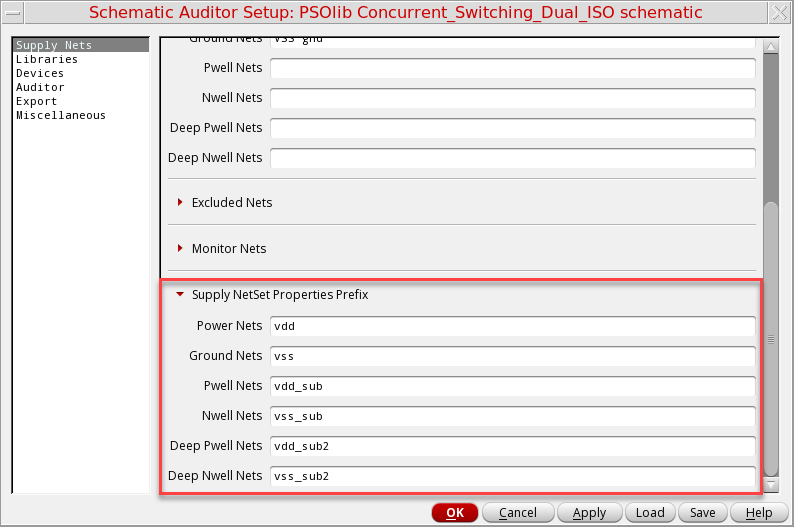 Schematic Auditor Setup: PSOlib Concurrent_Switching_Dual_ISO schematic
Supply Nets
Libraries
Devices
Auditor
Export
Miscellaneous
Ground Nets VSS gnd
Pwell Nets
Nwell Nets
Deep Pwell Nets
Deep Nwell Nets
Excluded Nets
Monitor Nets
Supply NetSet Properties Prefix
Power Nets vdd
Ground Nets vss
Pwell Nets vdd_sub
Nwell Nets vss_sub
Deep Pwell Nets vdd_sub2
Deep Nwell Nets vss_sub2
OK Cancel Apply Load Save Help